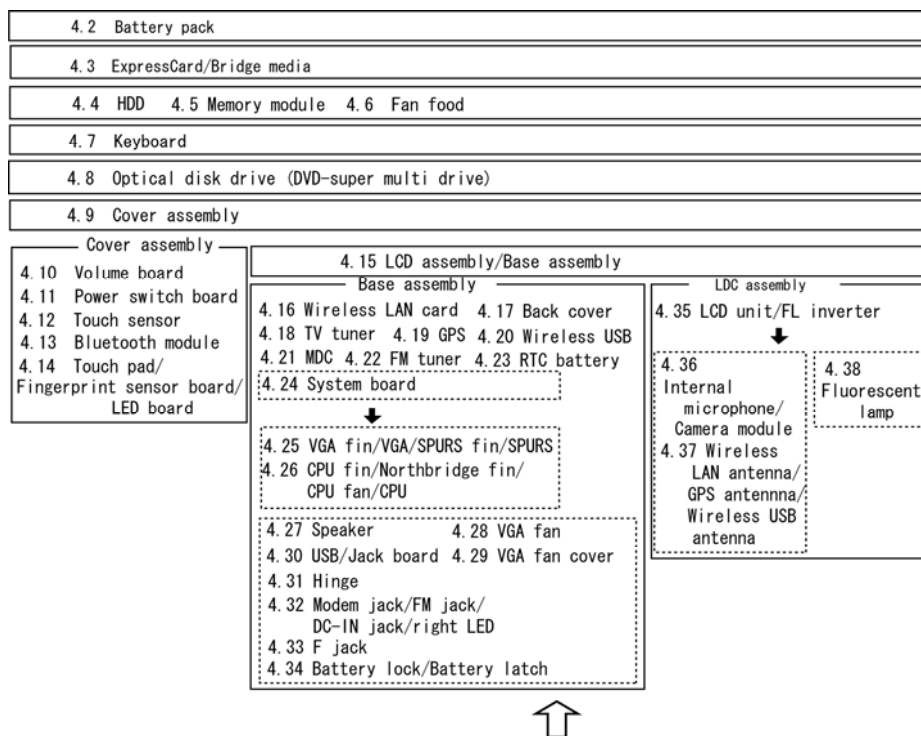 4.2 Battery pack
4.3 ExpressCard/Bridge media
4.4 HDD 4.5 Memory module 4.6 Fan food
4.7 Keyboard
4.8 Optical disk drive (DVD-super multi drive)
4.9 Cover assembly
Cover assembly
4.10 Volume board
4.11 Power switch board
4.12 Touch sensor
4.13 Bluetooth module
4.14 Touch pad/
Fingerprint sensor board/
LED board
4.15 LCD assembly/Base assembly
Base assembly
4.16 Wireless LAN card 4.17 Back cover
4.18 TV tuner 4.19 GPS 4.20 Wireless USB
4.21 MDC 4.22 FM tuner 4.23 RTC battery
4.24 System board
4.25 VGA fin/VGA/SPURS fin/SPURS
4.26 CPU fin/Northbridge fin/
CPU fan/CPU
4.27 Speaker 4.28 VGA fan
4.30 USB/Jack board 4.29 VGA fan cover
4.31 Hinge
4.32 Modem jack/FM jack/
DC-IN jack/right LED
4.33 F jack
4.34 Battery lock/Battery latch
LDC assembly
4.35 LCD unit/FL inverter
4.36
Internal
microphone/
Camera module
4.37 Wireless
LAN antenna/
GPS antennna/
Wireless USB
antenna
4.38
Fluorescent
lamp